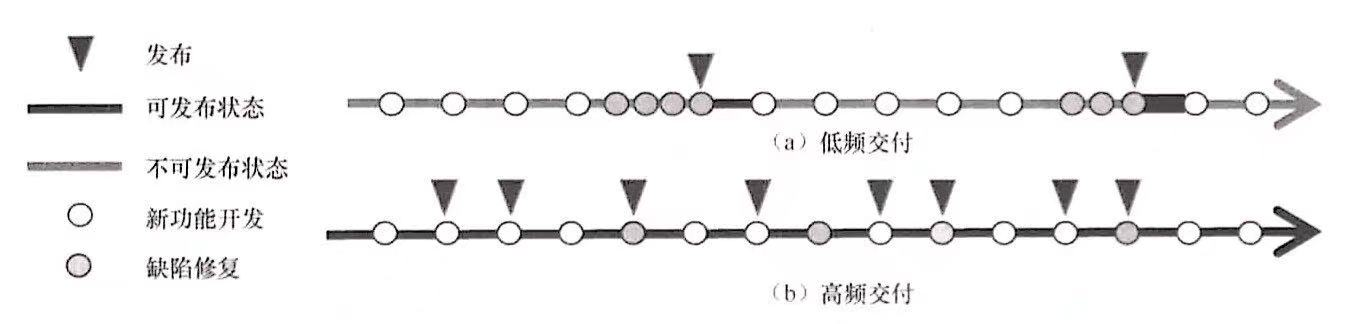 发布
可发布状态
不可发布状态
新功能开发
缺陷修复
（a）低频交付
（b）高频交付